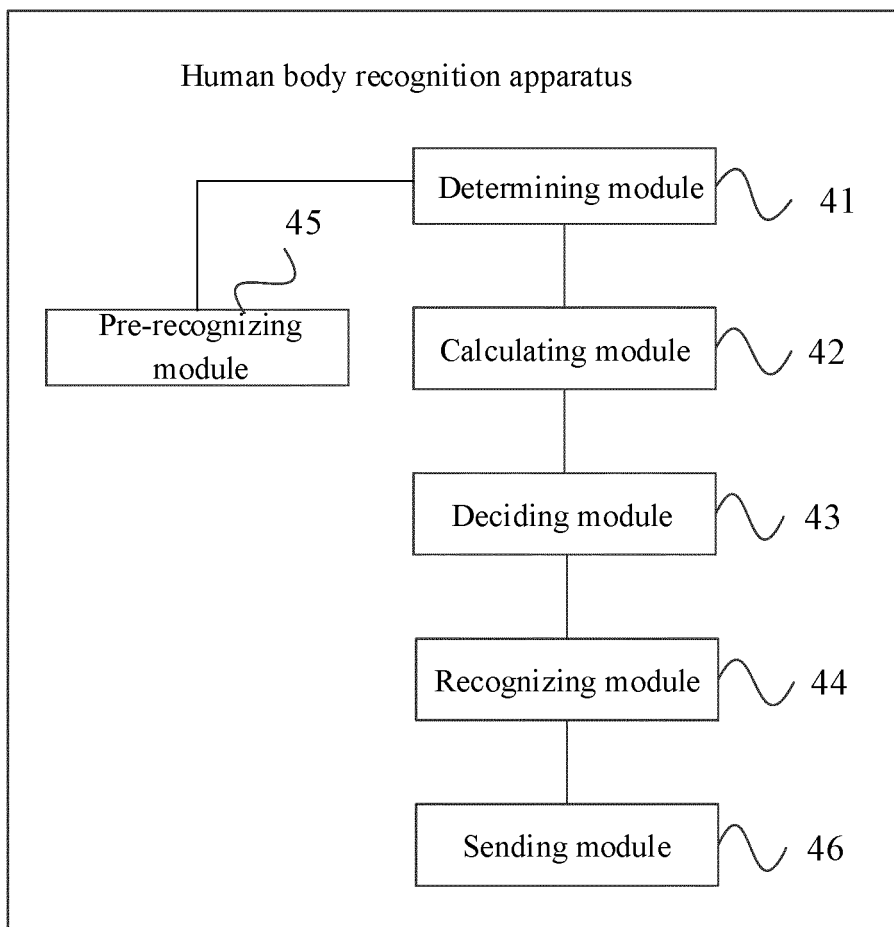 Human body recognition apparatus
Determining module
41
45
Pre-recognizing
module
Calculating module
42
Deciding module
43
Recognizing module
44
Sending module
46